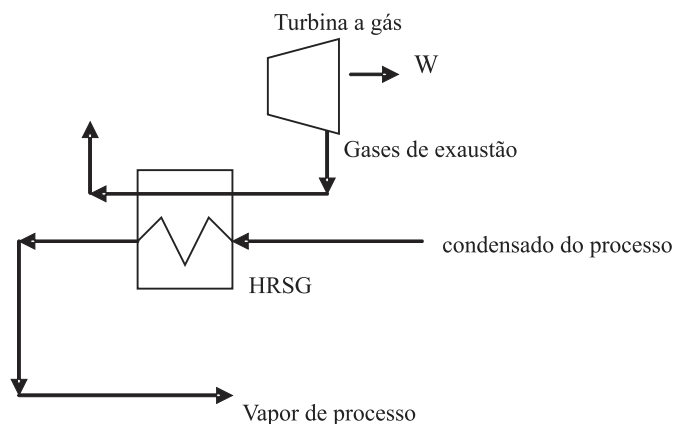 Turbina a gás
W
Gases de exaustão
condensado do processo
HRSG
Vapor de processo